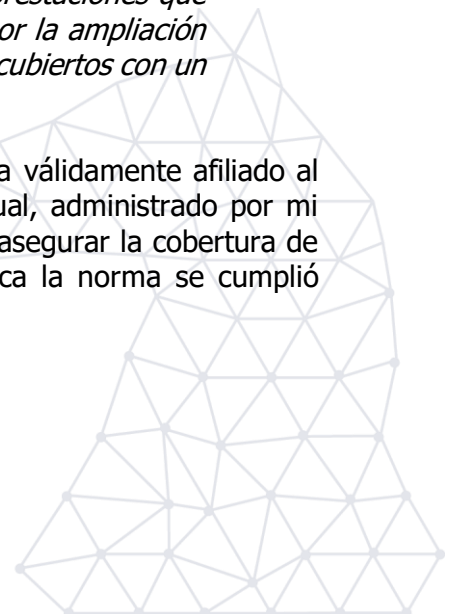 prestaciones que
por la ampliación
cubiertos con un
válidamente afiliado al
ual, administrado por mi
asegurar la cobertura de
ca la norma se cumplió